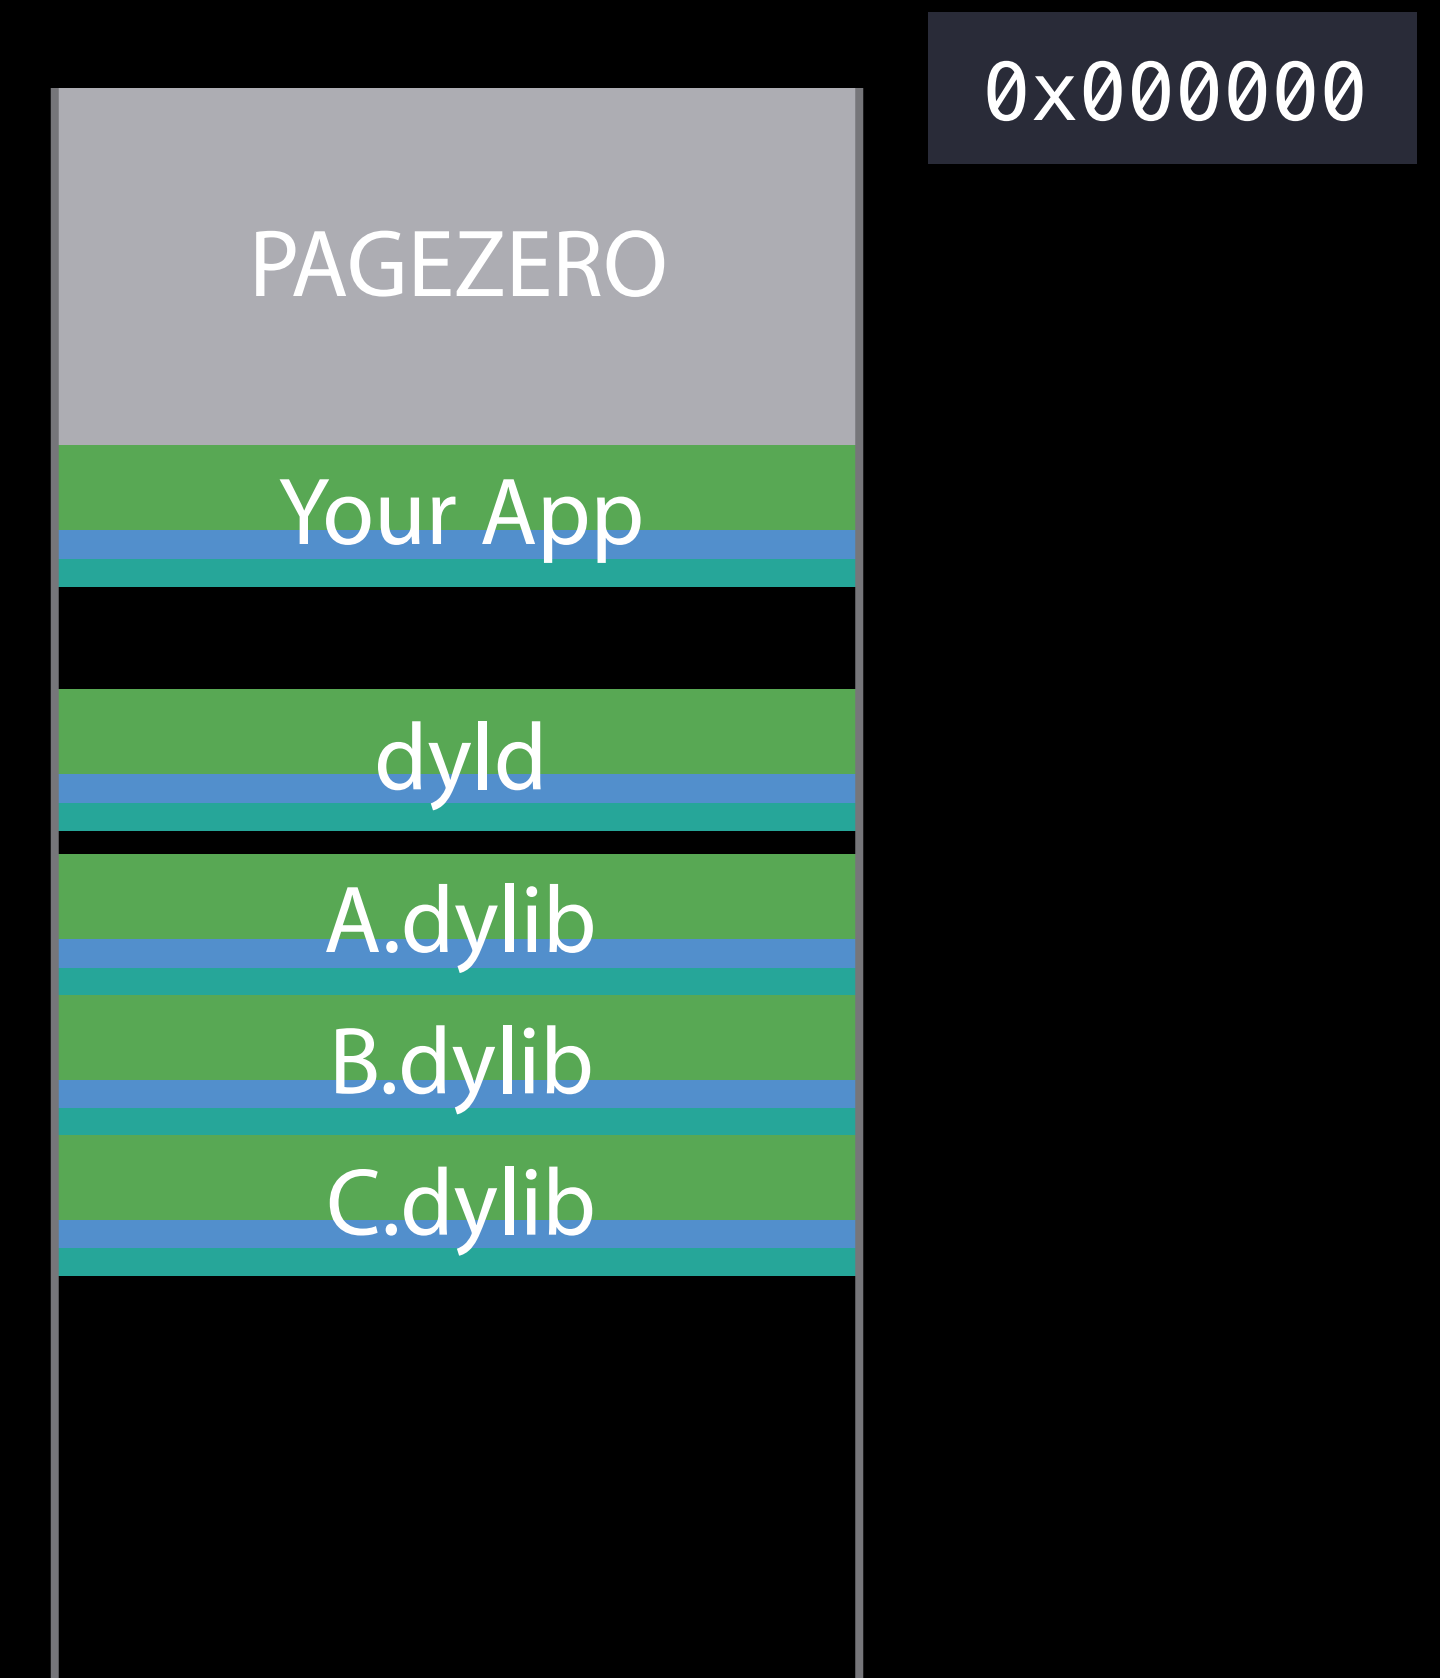 0x000000
PAGEZERO
Your App
dyld
A.dylib
B.dylib
C.dylib